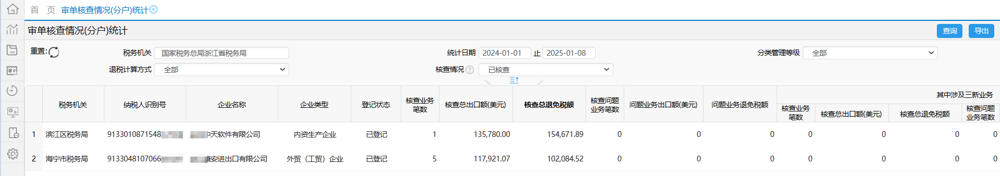 首 页 审单核查情况(分户)统计
审单核查情况(分户)统计 查询 导出
重置: 税务机关 国家税务总局浙江省税务局 统计日期 2024-01-01 止 2025-01-08 分类管理等级 全部
退税计算方式 全部 核查情况 ? 已核查
税务机关 纳税人识别号 企业名称 企业类型 登记状态 核查业务笔数 核查总出口额(美元) 核查总退免税额 核查问题业务笔数 问题业务出口额(美元) 问题业务退免税额 其中涉及三新业务
核查业务笔数 核查总出口额(美元) 核查总退免税额 核查问题业务笔数
1 滨江区税务局 9133010871548 中天软件有限公司 内资生产企业 已登记 1 135,780.00 154,671.89 0 0 0 0 0 0 0
2 海宁市税务局 9133048107066 康安进出口有限公司 外贸（工贸）企业 已登记 5 117,921.07 102,084.52 0 0 0 0 0 0 0